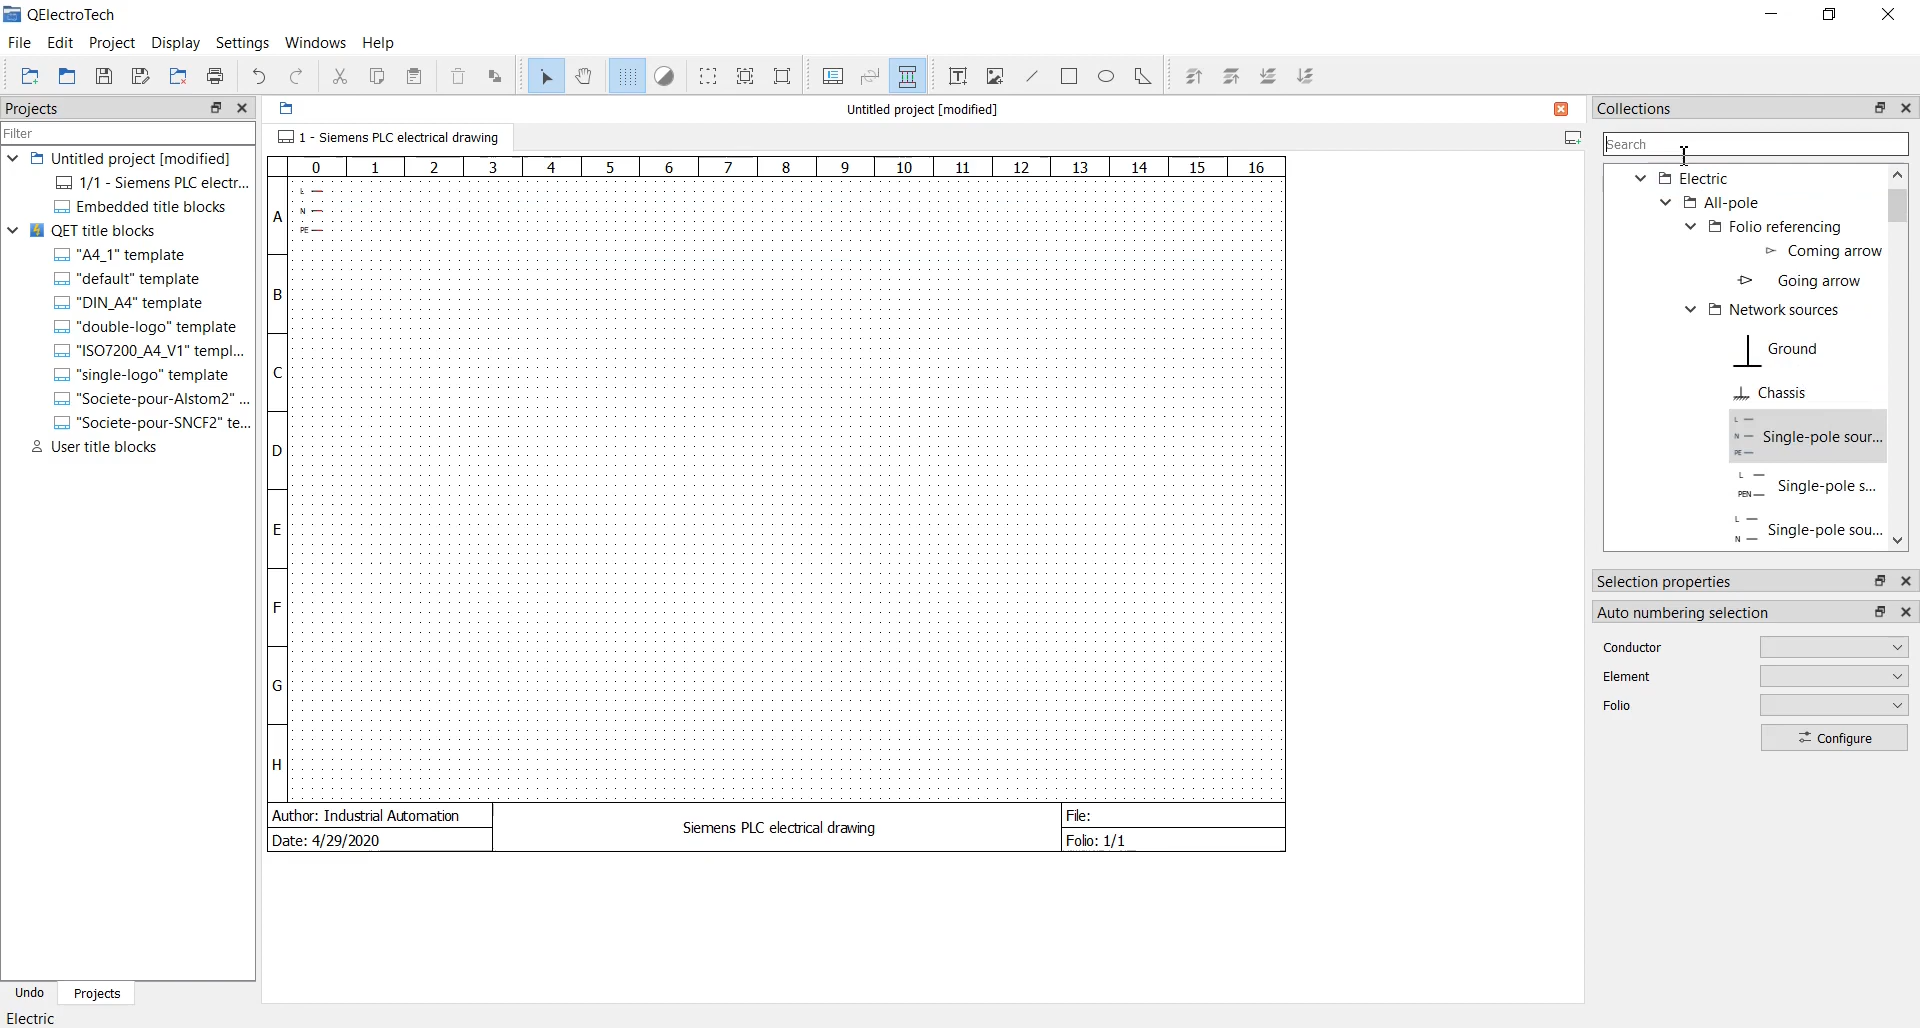 QElectroTech
File Edit Project Display Settings Windows Help
Projects
Filter
Untitled project [modified]
1/1 - Siemens PLC electr...
Embedded title blocks
QET title blocks
"A4_1" template
"default" template
"DIN_A4" template
"double-logo" template
"ISO7200_A4_V1" templ...
"single-logo" template
"Societe-pour-Alstom2" ...
"Societe-pour-SNCF2" te...
User title blocks
Undo Projects
Electric
Untitled project [modified]
1 - Siemens PLC electrical drawing
0 1 2 3 4 5 6 7 8 9 10 11 12 13 14 15 16
A
L
N
PE
B
C
D
E
F
G
H
Author: Industrial Automation
Date: 4/29/2020
Siemens PLC electrical drawing
File:
Folio: 1/1
Collections
Search
Electric
All-pole
Folio referencing
Coming arrow
Going arrow
Network sources
Ground
Chassis
L
N Single-pole sour...
PE
L
PEN Single-pole s...
L
N Single-pole sou...
Selection properties
Auto numbering selection
Conductor
Element
Folio
Configure